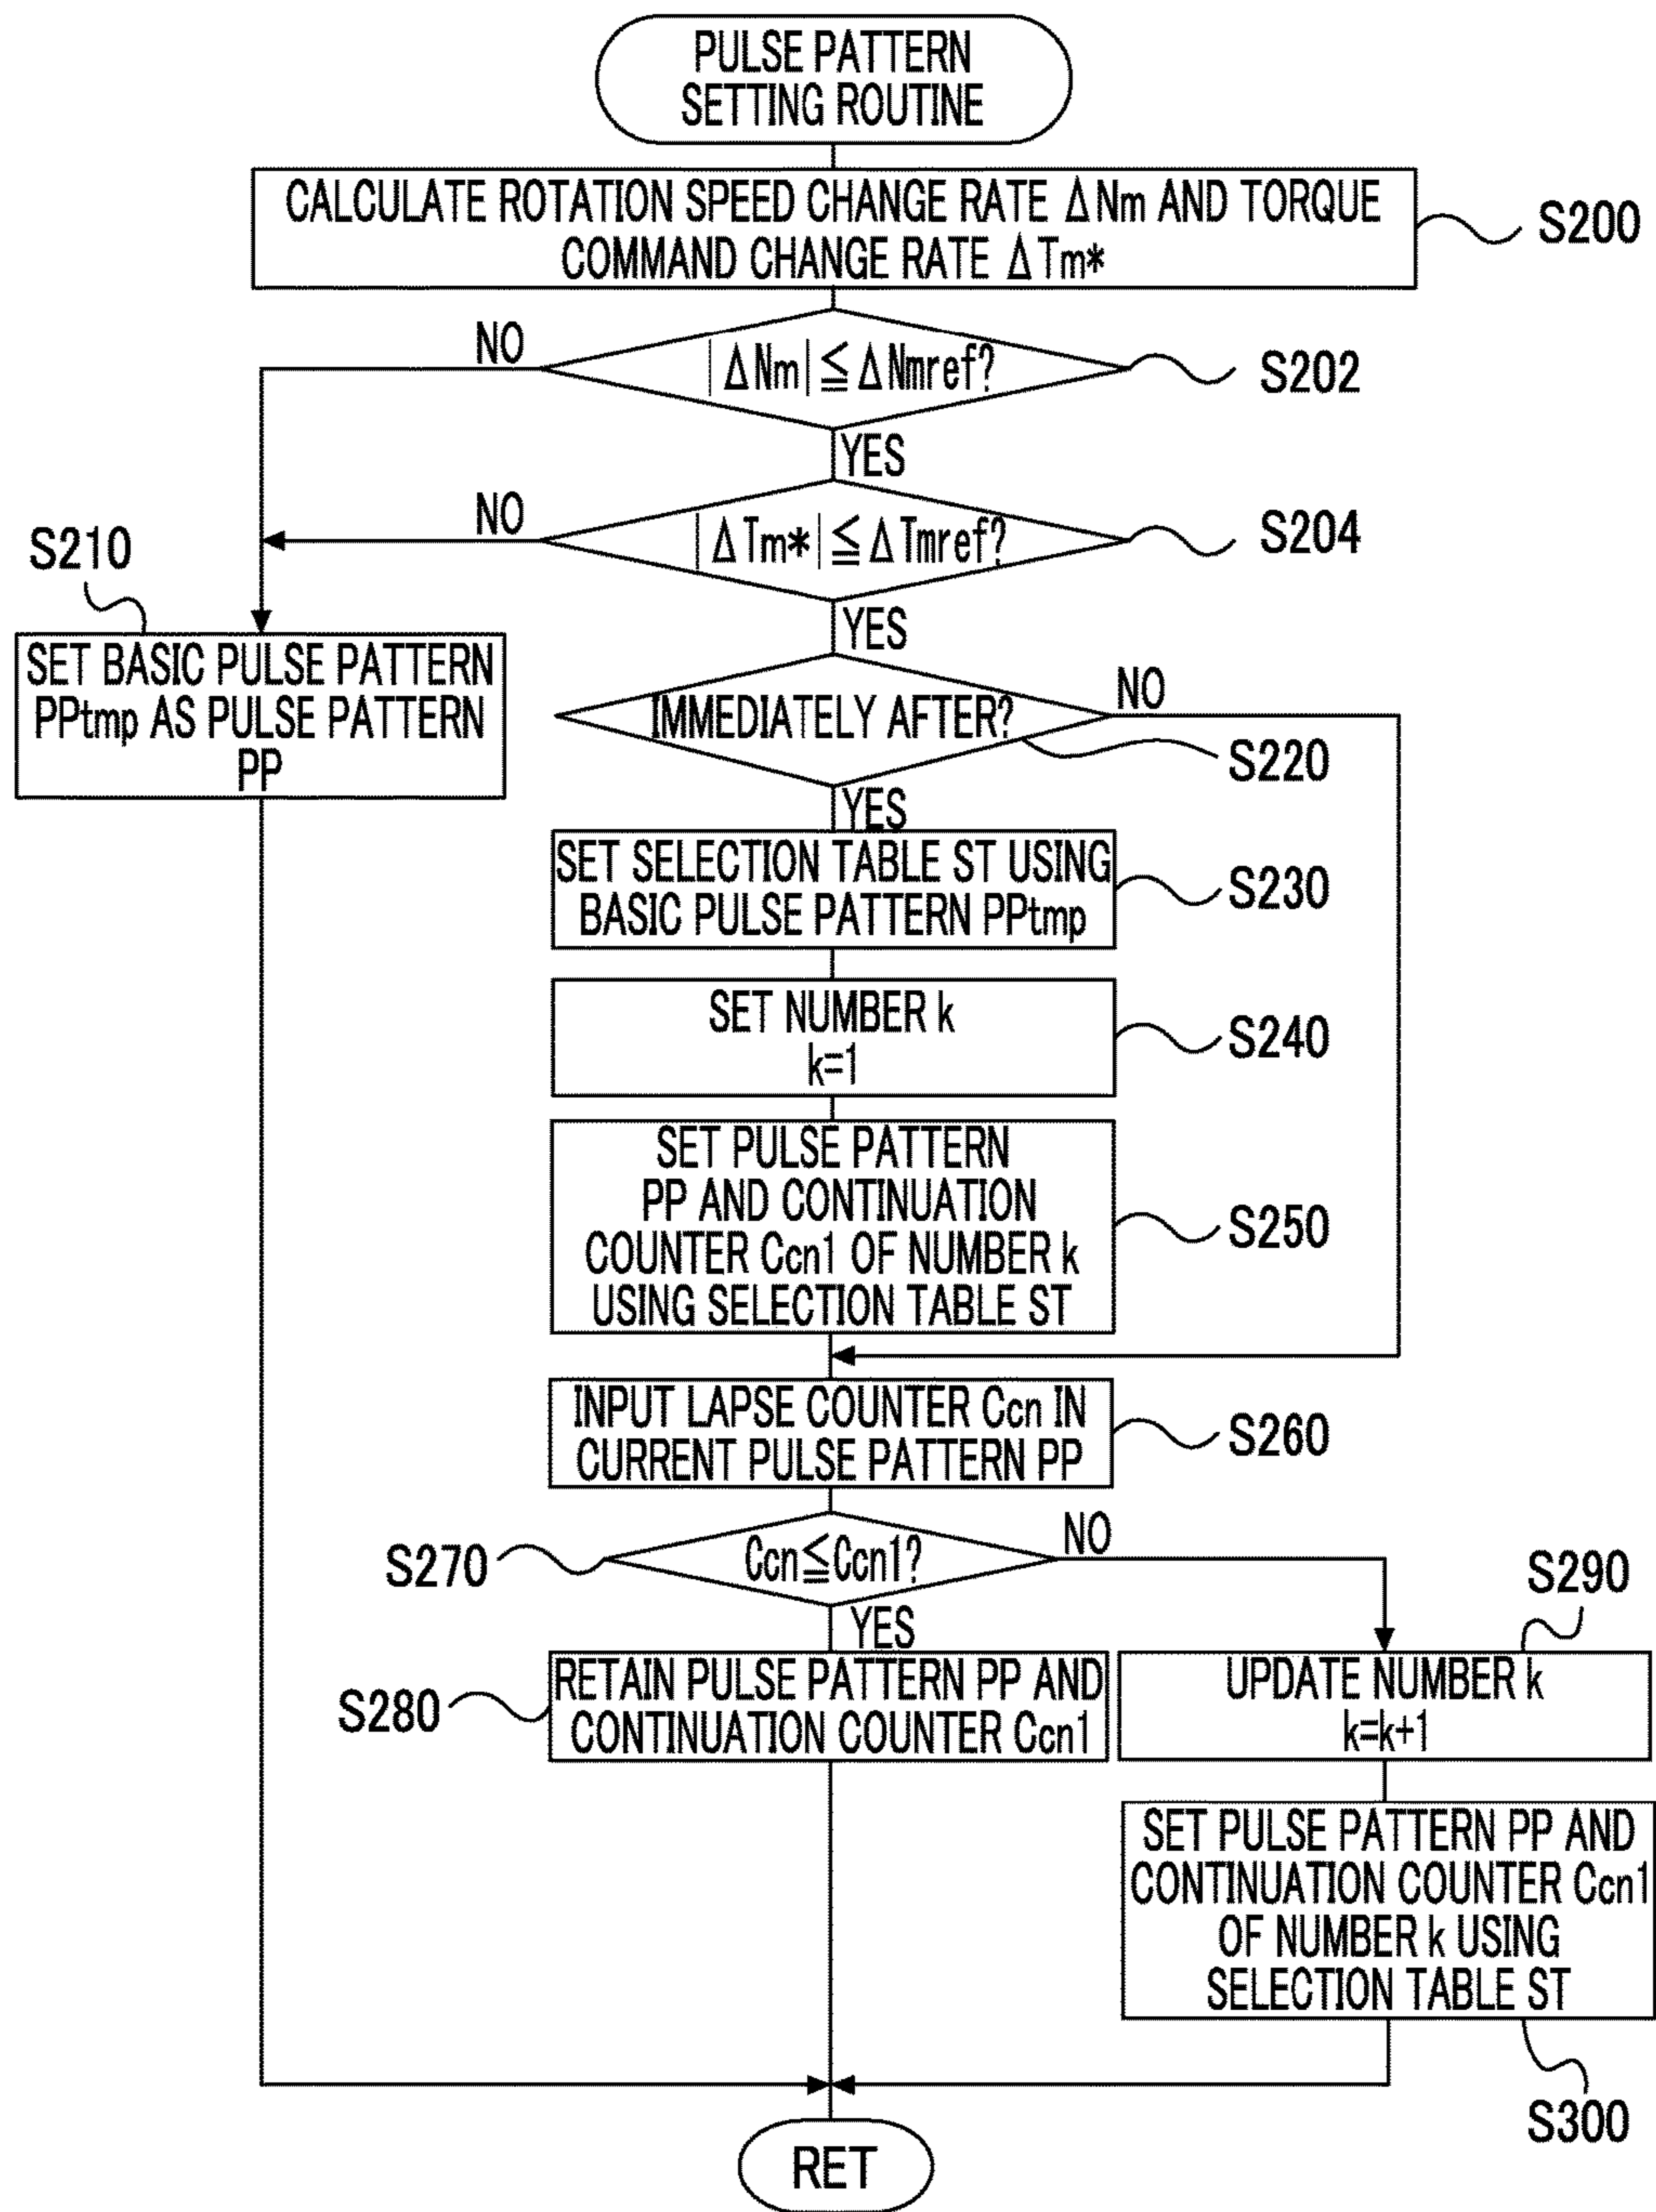 PULSE PATTERN
SETTING ROUTINE
CALCULATE ROTATION SPEED CHANGE RATE ΔNm AND TORQUE
COMMAND CHANGE RATE ΔTm*
S200
|ΔNm|≦ΔNmref?
S202
NO
YES
|ΔTm*|≦ΔTmref?
S204
NO
YES
S210
SET BASIC PULSE PATTERN
PPtmp AS PULSE PATTERN
PP
IMMEDIATELY AFTER?
NO
S220
YES
SET SELECTION TABLE ST USING
BASIC PULSE PATTERN PPtmp
S230
SET NUMBER k
k=1
S240
SET PULSE PATTERN
PP AND CONTINUATION
COUNTER Ccn1 OF NUMBER k
USING SELECTION TABLE ST
S250
INPUT LAPSE COUNTER Ccn IN
CURRENT PULSE PATTERN PP
S260
S270
Ccn≦Ccn1?
NO
YES
S280
RETAIN PULSE PATTERN PP AND
CONTINUATION COUNTER Ccn1
S290
UPDATE NUMBER k
k=k+1
SET PULSE PATTERN PP AND
CONTINUATION COUNTER Ccn1
OF NUMBER k USING
SELECTION TABLE ST
S300
RET